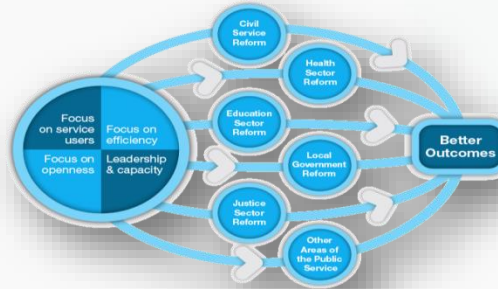 Civil
Service
Reform
Health
Sector
Reform
Focus
on service
users
Focus on
efficiency
Education
Sector
Reform
Better
Outcomes
Focus on
openness
Leadership
& capacity
Local
Government
Reform
Justice
Sector
Reform
Other
Areas of
the Public
Service